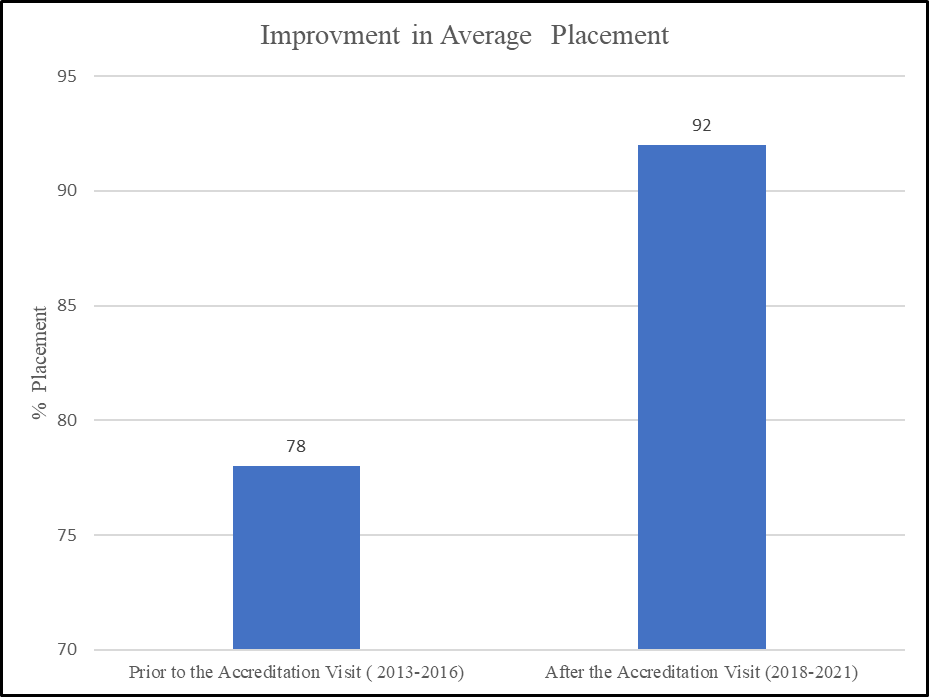 Improvment in Average Placement
95
92
90
85
% Placement
80
78
75
70
Prior to the Accreditation Visit ( 2013-2016)
After the Accreditation Visit (2018-2021)